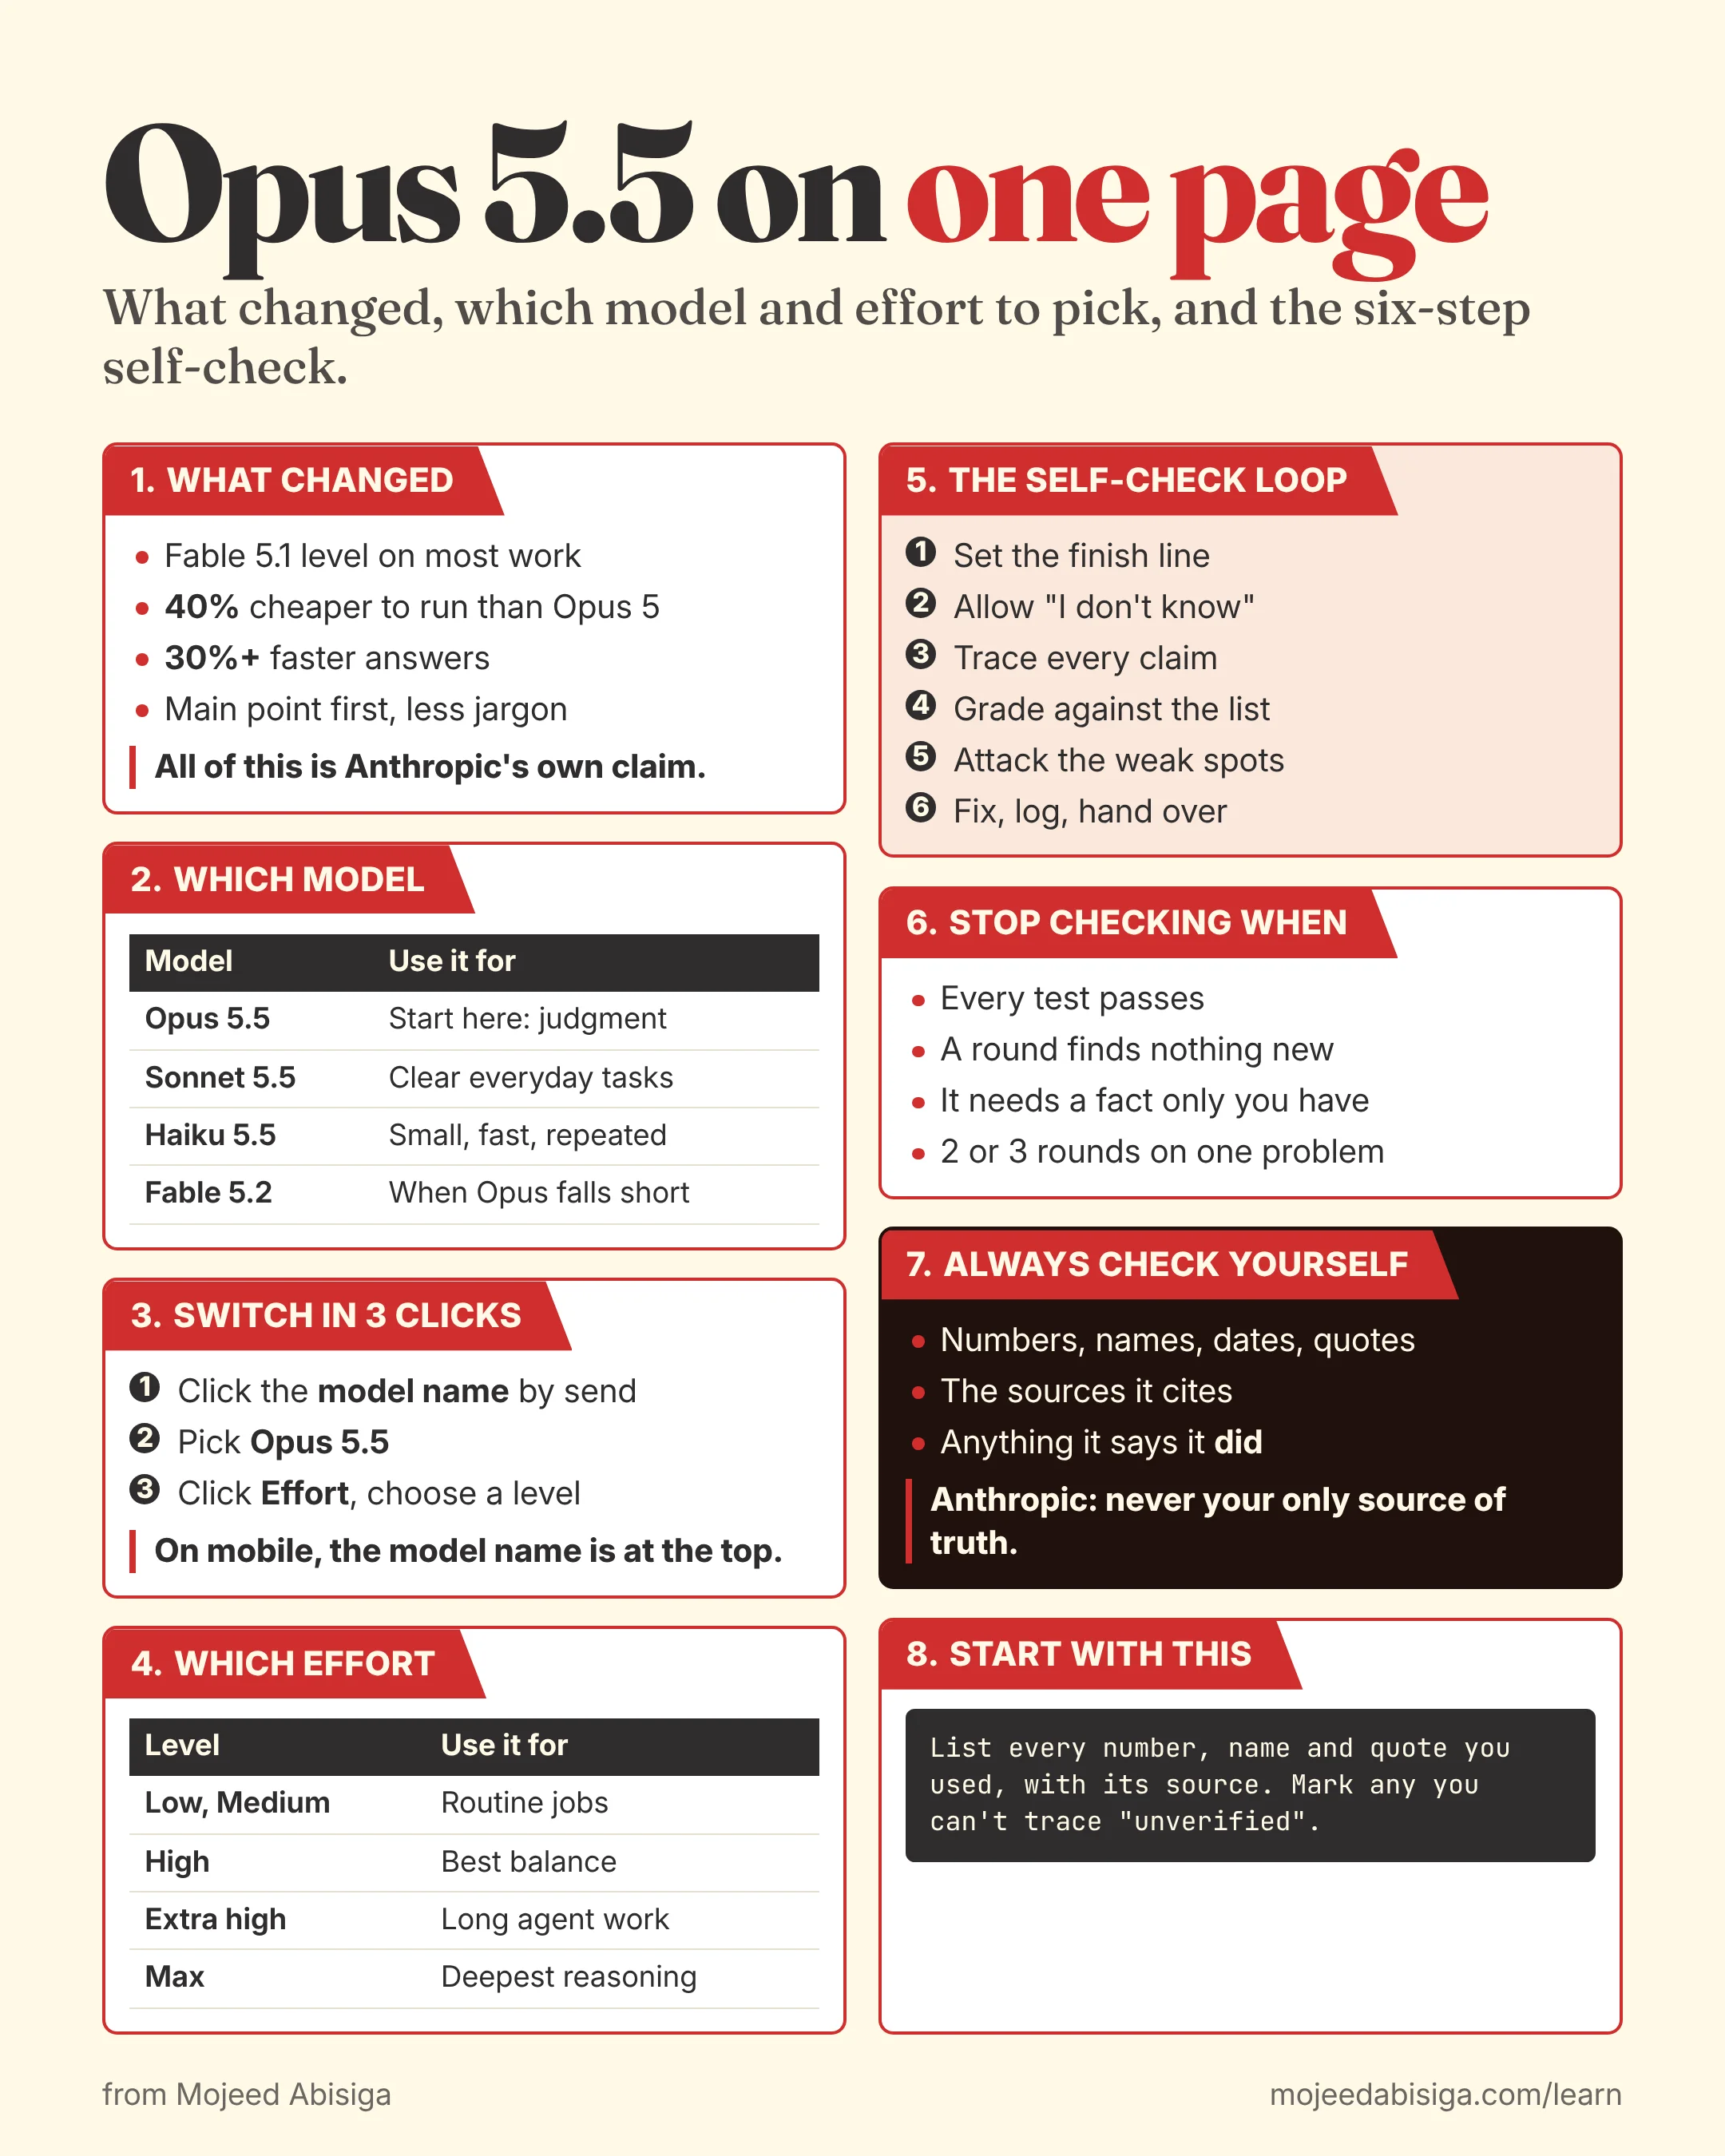 Opus 5.5 on one page
What changed, which model and effort to pick, and the six-step
self-check.
1. WHAT CHANGED
Fable 5.1 level on most work
40% cheaper to run than Opus 5
30%+ faster answers
Main point first, less jargon
All of this is Anthropic's own claim.
2. WHICH MODEL
Model Use it for
Opus 5.5 Start here: judgment
Sonnet 5.5 Clear everyday tasks
Haiku 5.5 Small, fast, repeated
Fable 5.2 When Opus falls short
3. SWITCH IN 3 CLICKS
1 Click the model name by send
2 Pick Opus 5.5
3 Click Effort, choose a level
On mobile, the model name is at the top.
4. WHICH EFFORT
Level Use it for
Low, Medium Routine jobs
High Best balance
Extra high Long agent work
Max Deepest reasoning
5. THE SELF-CHECK LOOP
1 Set the finish line
2 Allow "I don't know"
3 Trace every claim
4 Grade against the list
5 Attack the weak spots
6 Fix, log, hand over
6. STOP CHECKING WHEN
Every test passes
A round finds nothing new
It needs a fact only you have
2 or 3 rounds on one problem
7. ALWAYS CHECK YOURSELF
Numbers, names, dates, quotes
The sources it cites
Anything it says it did
Anthropic: never your only source of
truth.
8. START WITH THIS
List every number, name and quote you
used, with its source. Mark any you
can't trace "unverified".
from Mojeed Abisiga
mojeedabisiga.com/learn